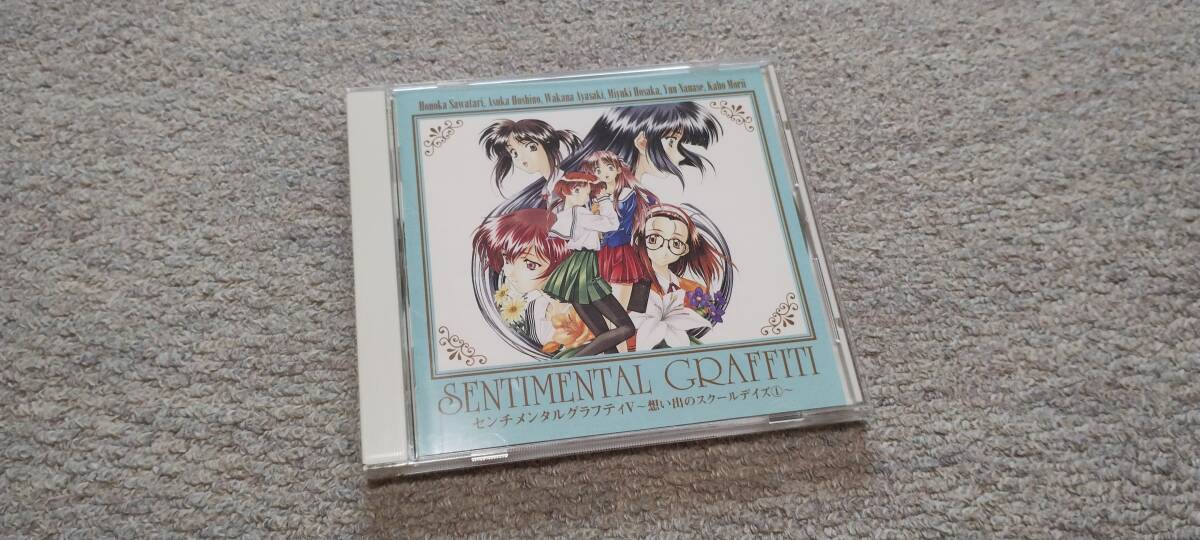 Honoka Sawatari, Asuka Hoshino, Wakana Ayasaki, Miyuki Hosaka, Yuu Nanase, Kaho Morii
SENTIMENTAL GRAFFITI
センチメンタルグラフティV～想い出のスクールデイズ①～